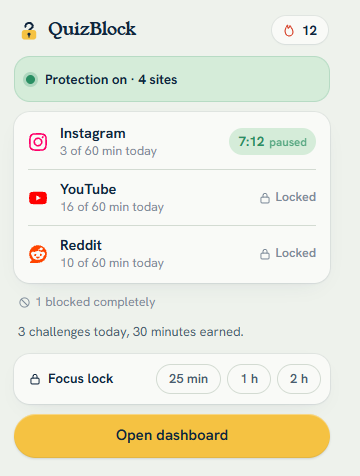 QuizBlock
12
Protection on · 4 sites
Instagram
3 of 60 min today
7:12 paused
YouTube
16 of 60 min today
Locked
Reddit
10 of 60 min today
Locked
1 blocked completely
3 challenges today, 30 minutes earned.
Focus lock
25 min
1 h
2 h
Open dashboard